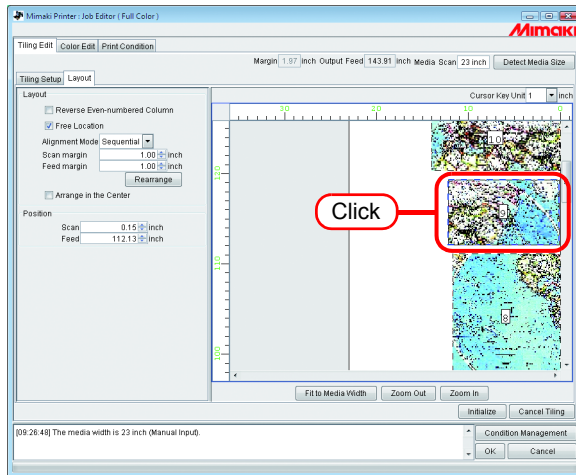 Mimaki Printer : Job Editor ( Full Color )
Mimaki
Tiling Edit Color Edit Print Condition
Margin 1.97 inch Output Feed 143.91 inch Media Scan 23 inch Detect Media Size
Tiling Setup Layout
Layout
Cursor Key Unit 1 inch
Reverse Even-numbered Column
Free Location
Alignment Mode Sequential
Scan margin 1.00 inch
Feed margin 1.00 inch
Rearrange
Arrange in the Center
Position
Scan 0.15 inch
Feed 112.13 inch
30 20 10 0
120
110
100
10
9
8
Click
Fit to Media Width Zoom Out Zoom In
Initialize Cancel Tiling
[09:26:48] The media width is 23 inch (Manual Input).
Condition Management
OK Cancel